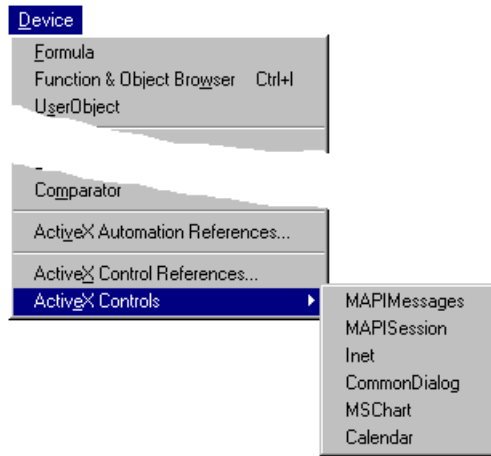 Device
Formula
Function & Object Browser Ctrl+I
UserObject
Comparator
ActiveX Automation References...
ActiveX Control References...
ActiveX Controls
MAPIMessages
MAPISession
Inet
CommonDialog
MSChart
Calendar